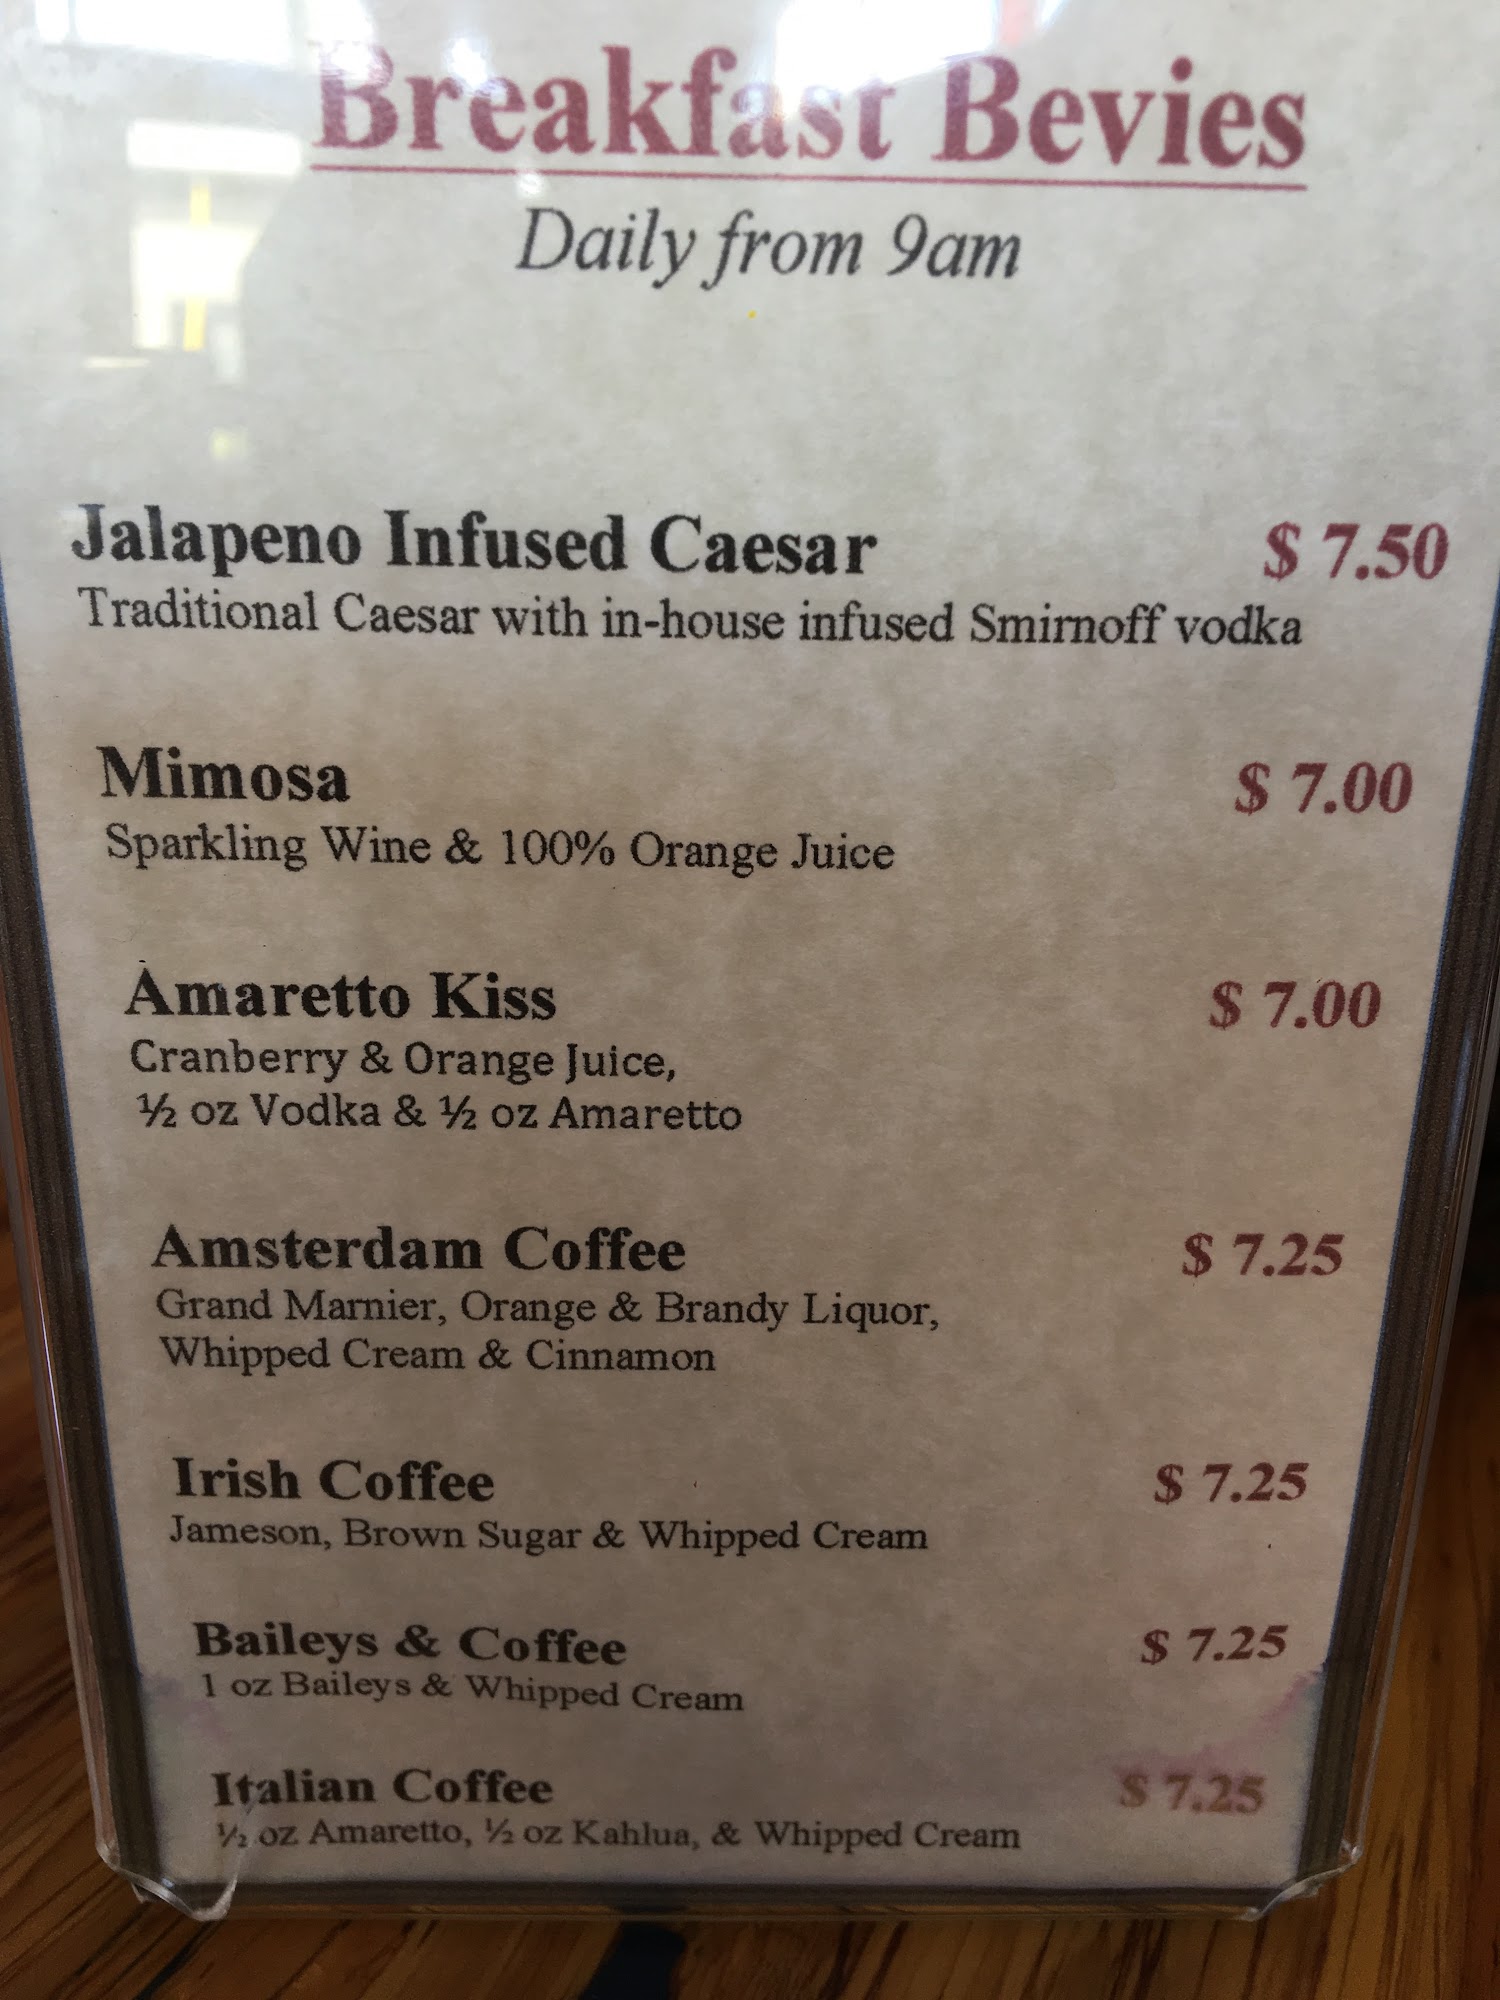 Breakfast Bevies
Daily from 9am
Jalapeno Infused Caesar $ 7.50
Traditional Caesar with in-house infused Smirnoff vodka
Mimosa $ 7.00
Sparkling Wine & 100% Orange Juice
Amaretto Kiss $ 7.00
Cranberry & Orange Juice,
½ oz Vodka & ½ oz Amaretto
Amsterdam Coffee $ 7.25
Grand Marnier, Orange & Brandy Liquor,
Whipped Cream & Cinnamon
Irish Coffee $ 7.25
Jameson, Brown Sugar & Whipped Cream
Baileys & Coffee $ 7.25
1 oz Baileys & Whipped Cream
Italian Coffee $ 7.25
½ oz Amaretto, ½ oz Kahlua, & Whipped Cream